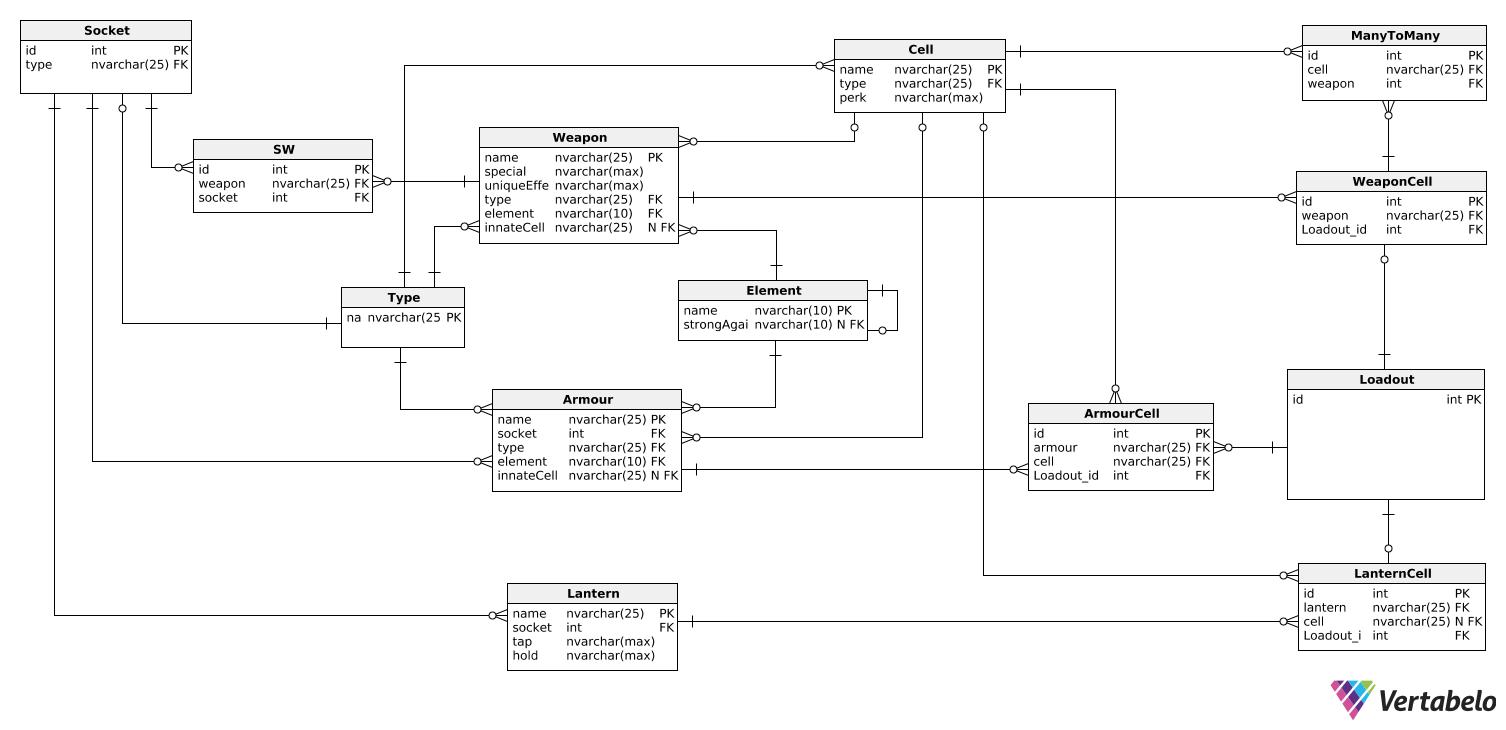 Socket
id int PK
type nvarchar(25) FK
SW
id int PK
weapon nvarchar(25) FK
socket int FK
Weapon
name nvarchar(25) PK
special nvarchar(max)
uniqueEffe nvarchar(max)
type nvarchar(25) FK
element nvarchar(10) FK
innateCell nvarchar(25) N FK
Cell
name nvarchar(25) PK
type nvarchar(25) FK
perk nvarchar(max)
ManyToMany
id int PK
cell nvarchar(25) FK
weapon int FK
WeaponCell
id int PK
weapon nvarchar(25) FK
Loadout_id int FK
Type
na nvarchar(25 PK
Element
name nvarchar(10) PK
strongAgai nvarchar(10) N FK
Armour
name nvarchar(25) PK
socket int FK
type nvarchar(25) FK
element nvarchar(10) FK
innateCell nvarchar(25) N FK
ArmourCell
id int PK
armour nvarchar(25) FK
cell nvarchar(25) FK
Loadout_id int FK
Loadout
id int PK
Lantern
name nvarchar(25) PK
socket int FK
tap nvarchar(max)
hold nvarchar(max)
LanternCell
id int PK
lantern nvarchar(25) FK
cell nvarchar(25) N FK
Loadout_i int FK
Vertabelo